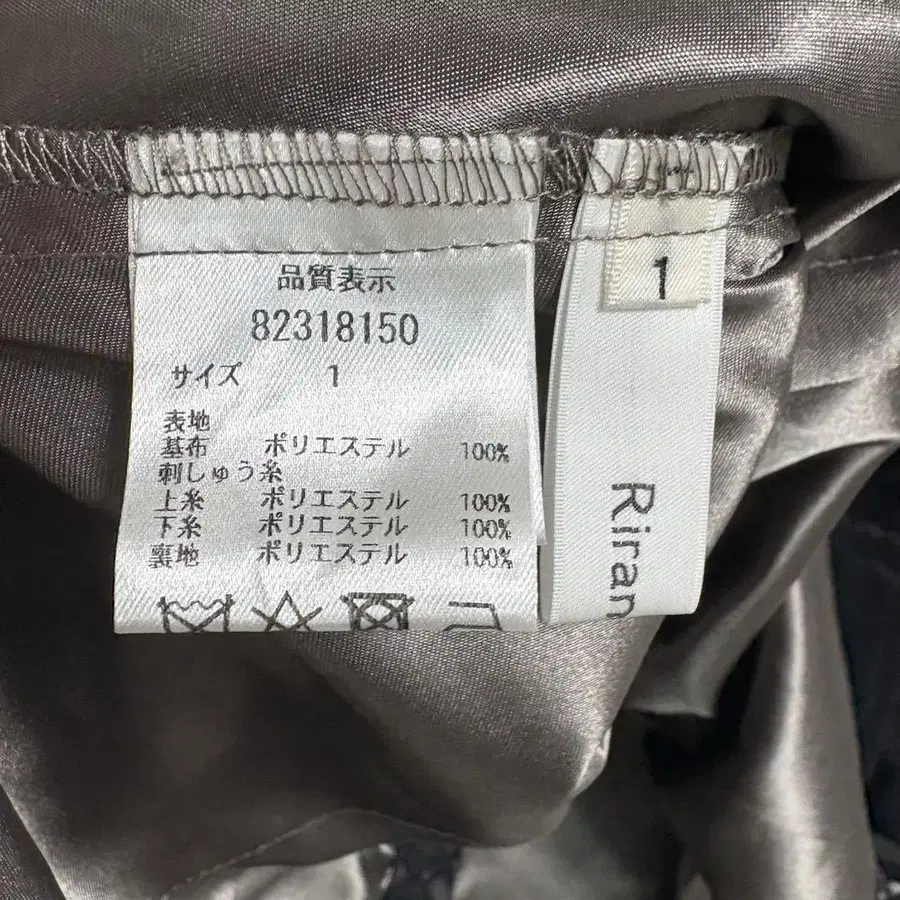 品質表示
82318150
サイズ 1
表地
基布 ポリエステル 100%
刺しゅう糸
上糸 ポリエステル 100%
下糸 ポリエステル 100%
裏地 ポリエステル 100%
1
Riran